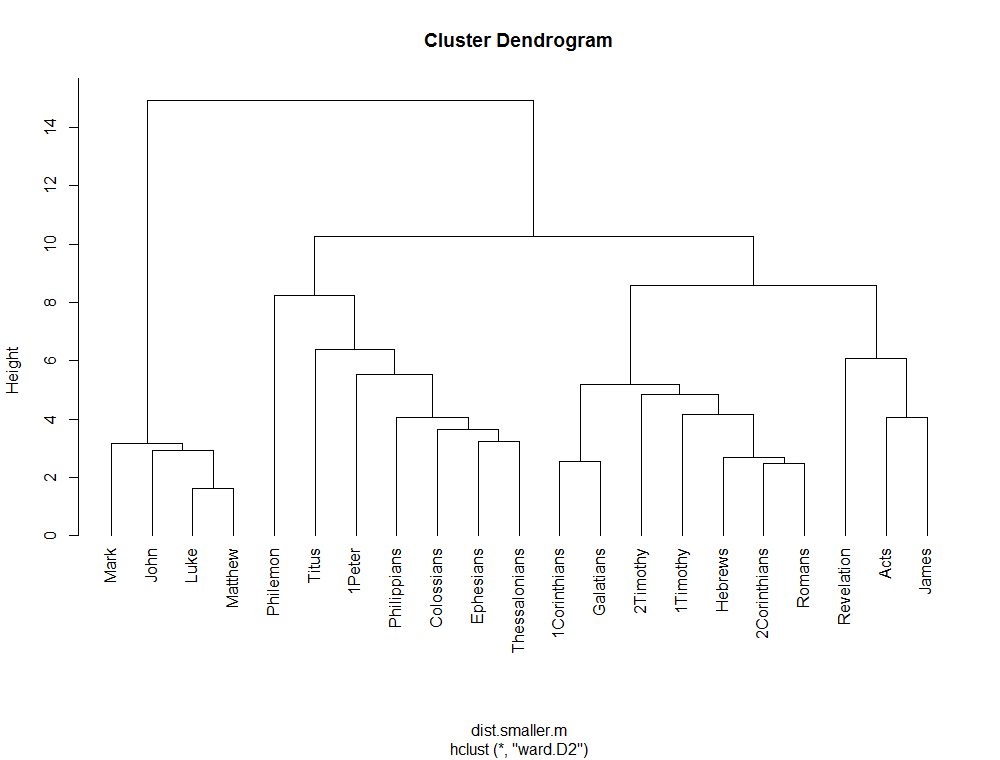 Cluster Dendrogram
Height
0
2
4
6
8
10
12
14
Mark
John
Luke
Matthew
Philemon
Titus
1Peter
Philippians
Colossians
Ephesians
Thessalonians
1Corinthians
Galatians
2Timothy
1Timothy
Hebrews
2Corinthians
Romans
Revelation
Acts
James
dist.smaller.m
hclust (*, "ward.D2")